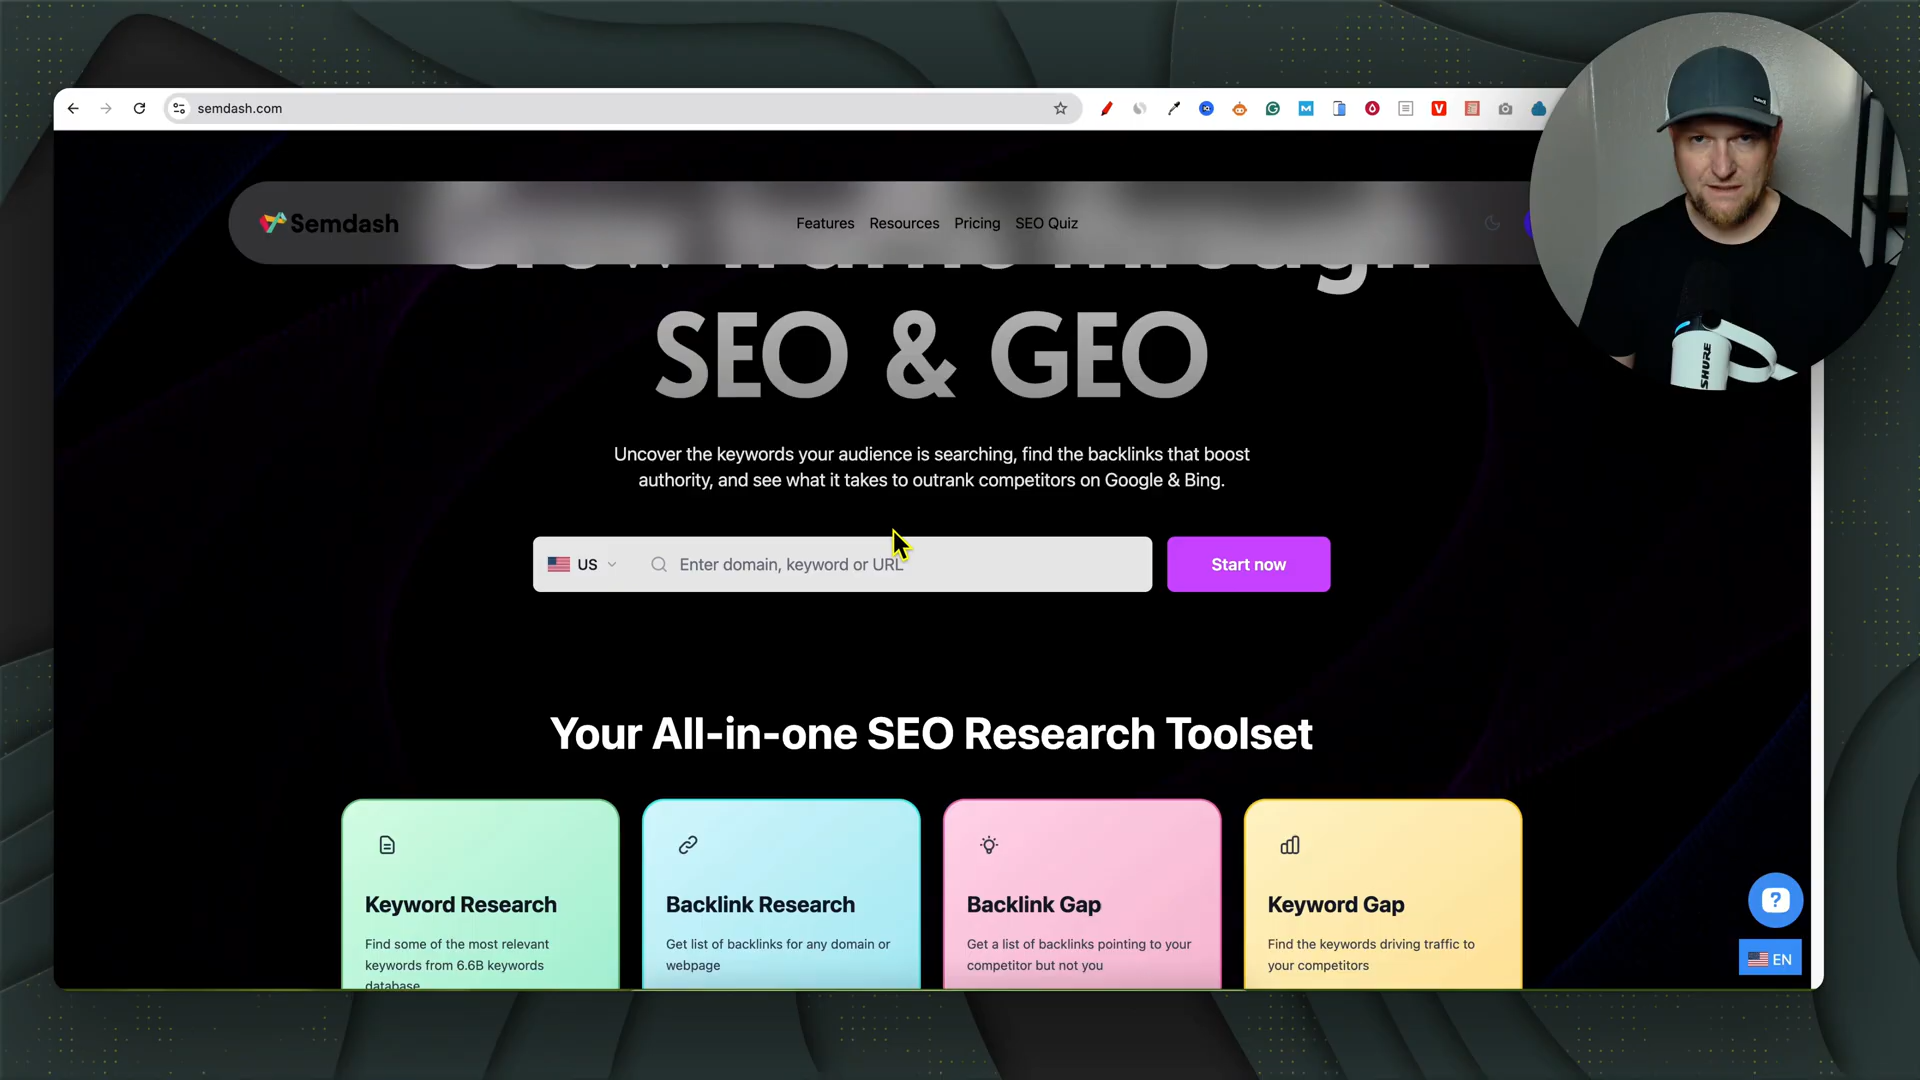 semdash.com
Semdash
Features Resources Pricing SEO Quiz
Grow traffic through
SEO & GEO
Uncover the keywords your audience is searching, find the backlinks that boost
authority, and see what it takes to outrank competitors on Google & Bing.
US Enter domain, keyword or URL Start now
Your All-in-one SEO Research Toolset
Keyword Research
Find some of the most relevant
keywords from 6.6B keywords
database
Backlink Research
Get list of backlinks for any domain or
webpage
Backlink Gap
Get a list of backlinks pointing to your
competitor but not you
Keyword Gap
Find the keywords driving traffic to
your competitors
EN
SHURE